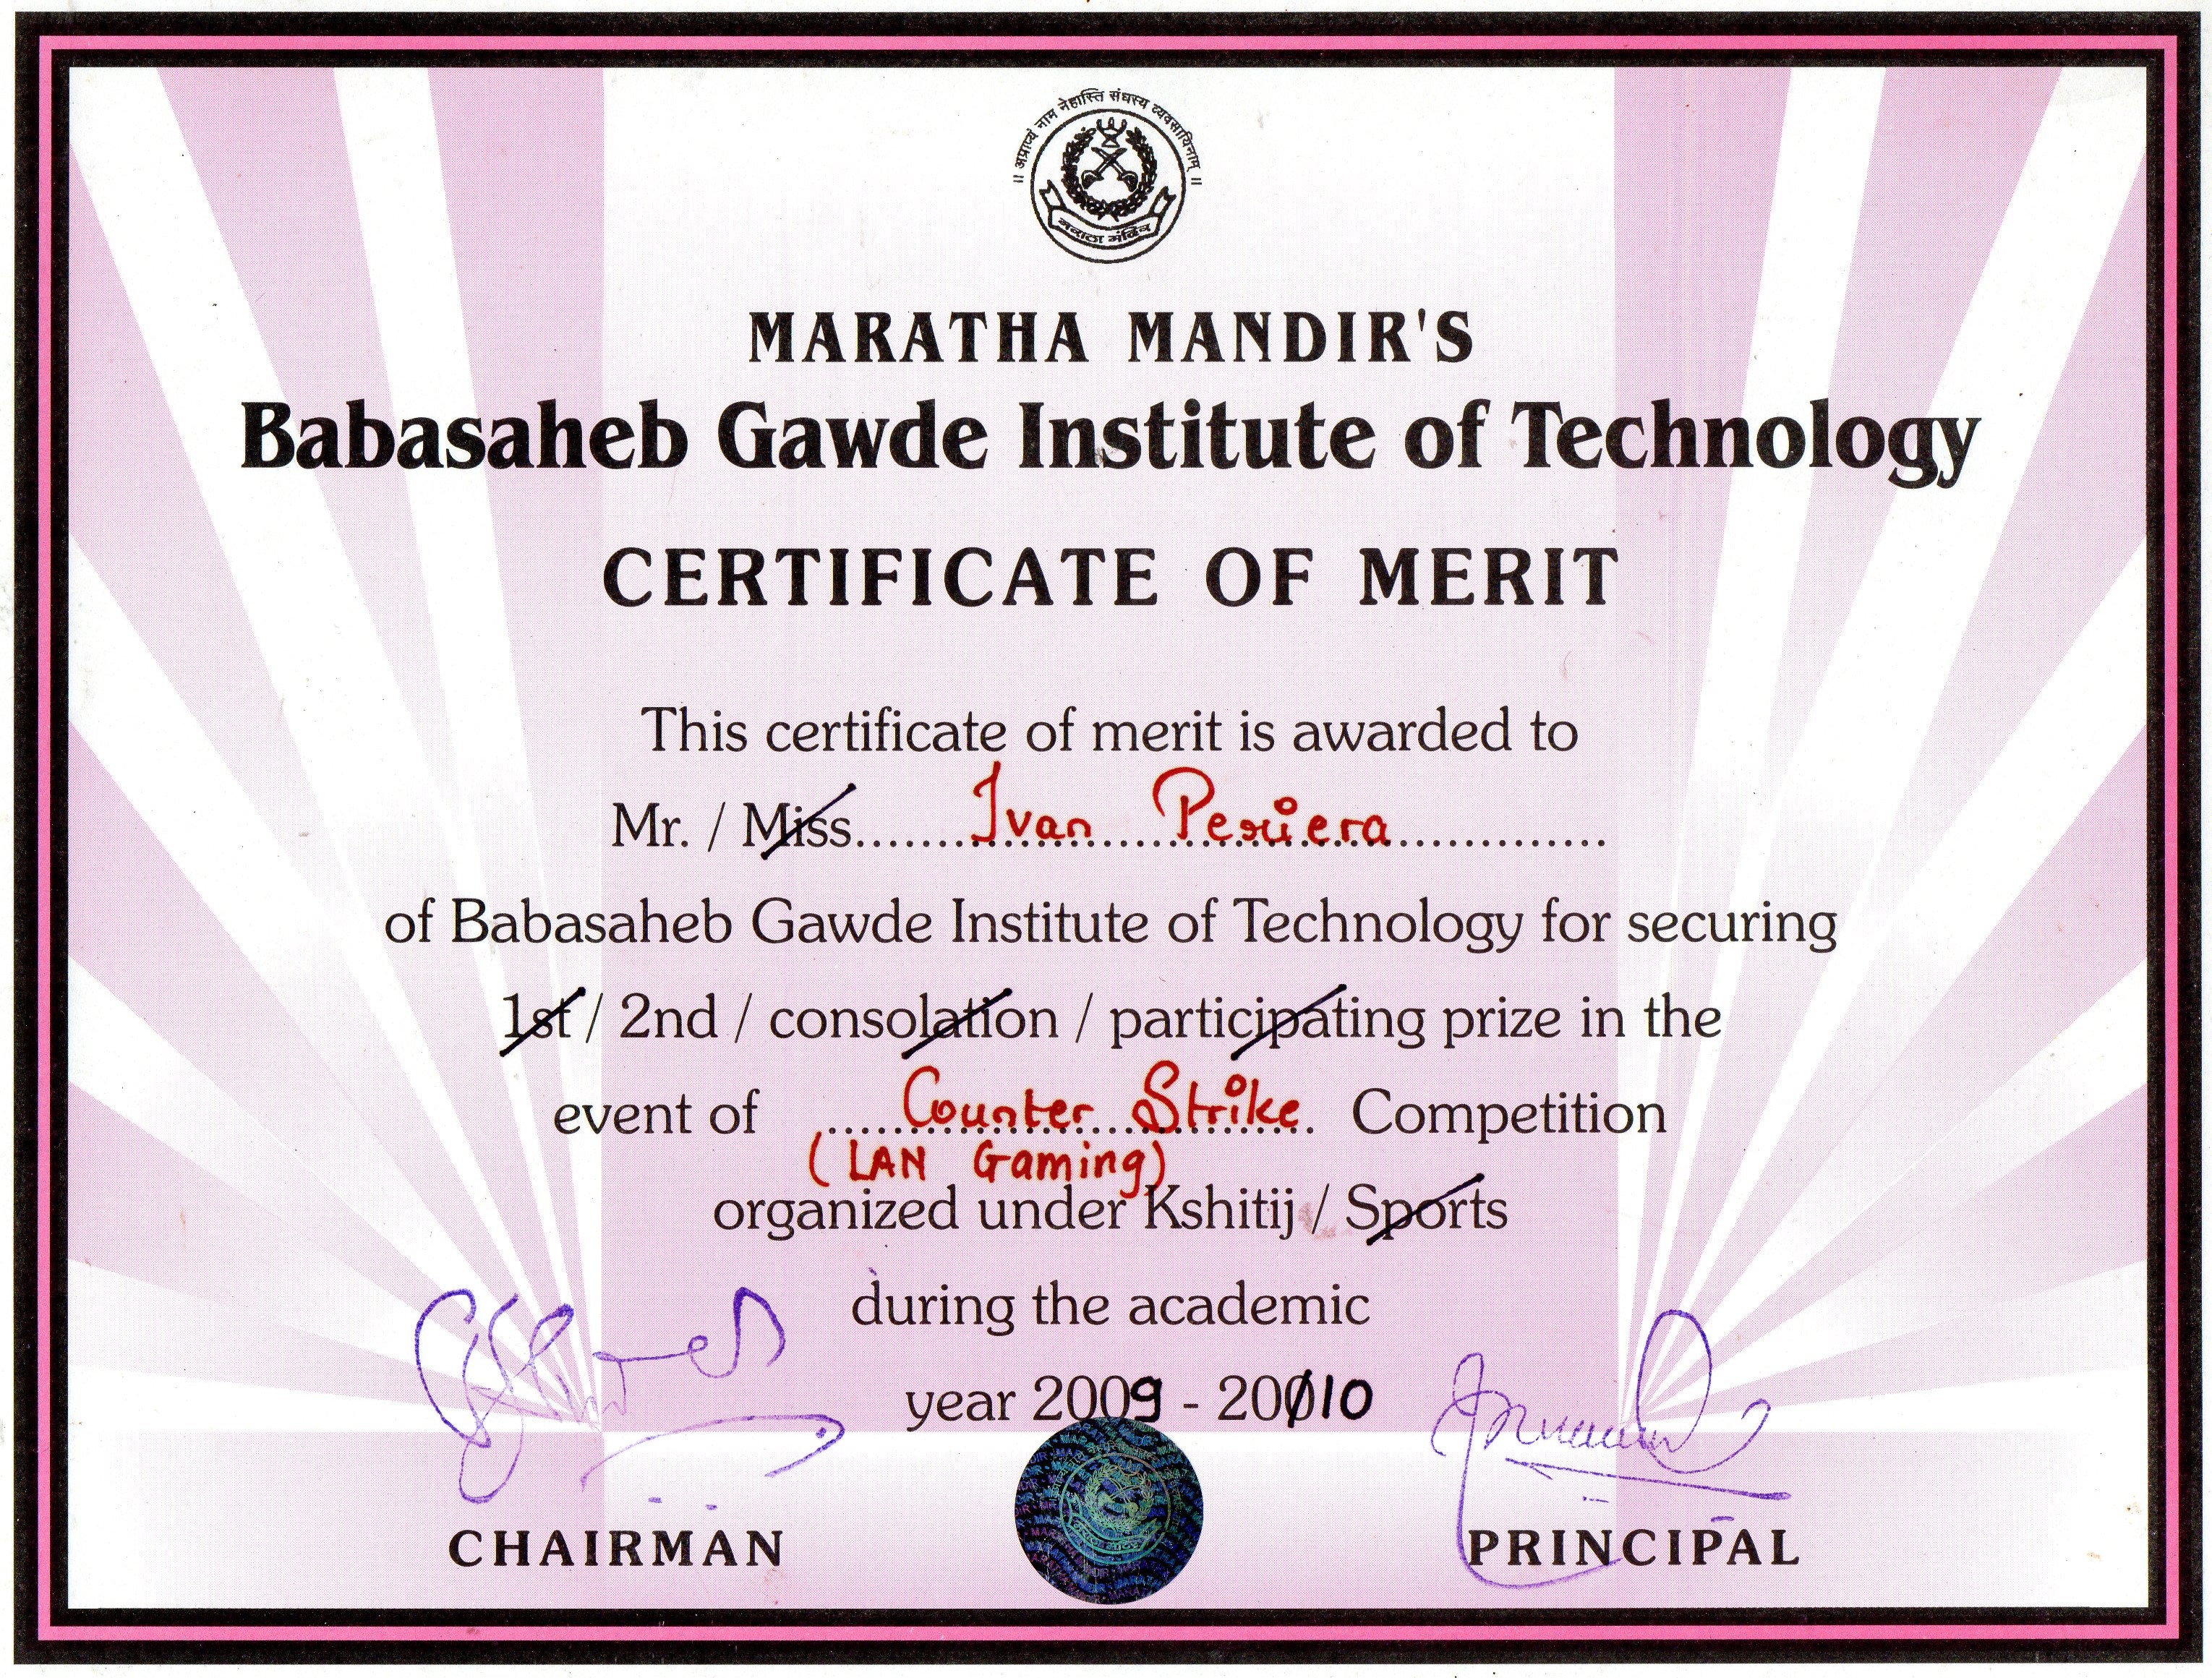 ॥ अप्राप्यं नाम नेहास्ति संघस्य व्यवसायिनाम् ॥
मराठा मंदिर
MARATHA MANDIR'S
Babasaheb Gawde Institute of Technology
CERTIFICATE OF MERIT
This certificate of merit is awarded to
Mr. / Miss......Ivan Periera..............
of Babasaheb Gawde Institute of Technology for securing
1st / 2nd / consolation / participating prize in the
event of ....Counter Strike. Competition
(LAN Gaming)
organized under Kshitij / Sports
during the academic
year 2009 - 20010
CHAIRMAN
PRINCIPAL